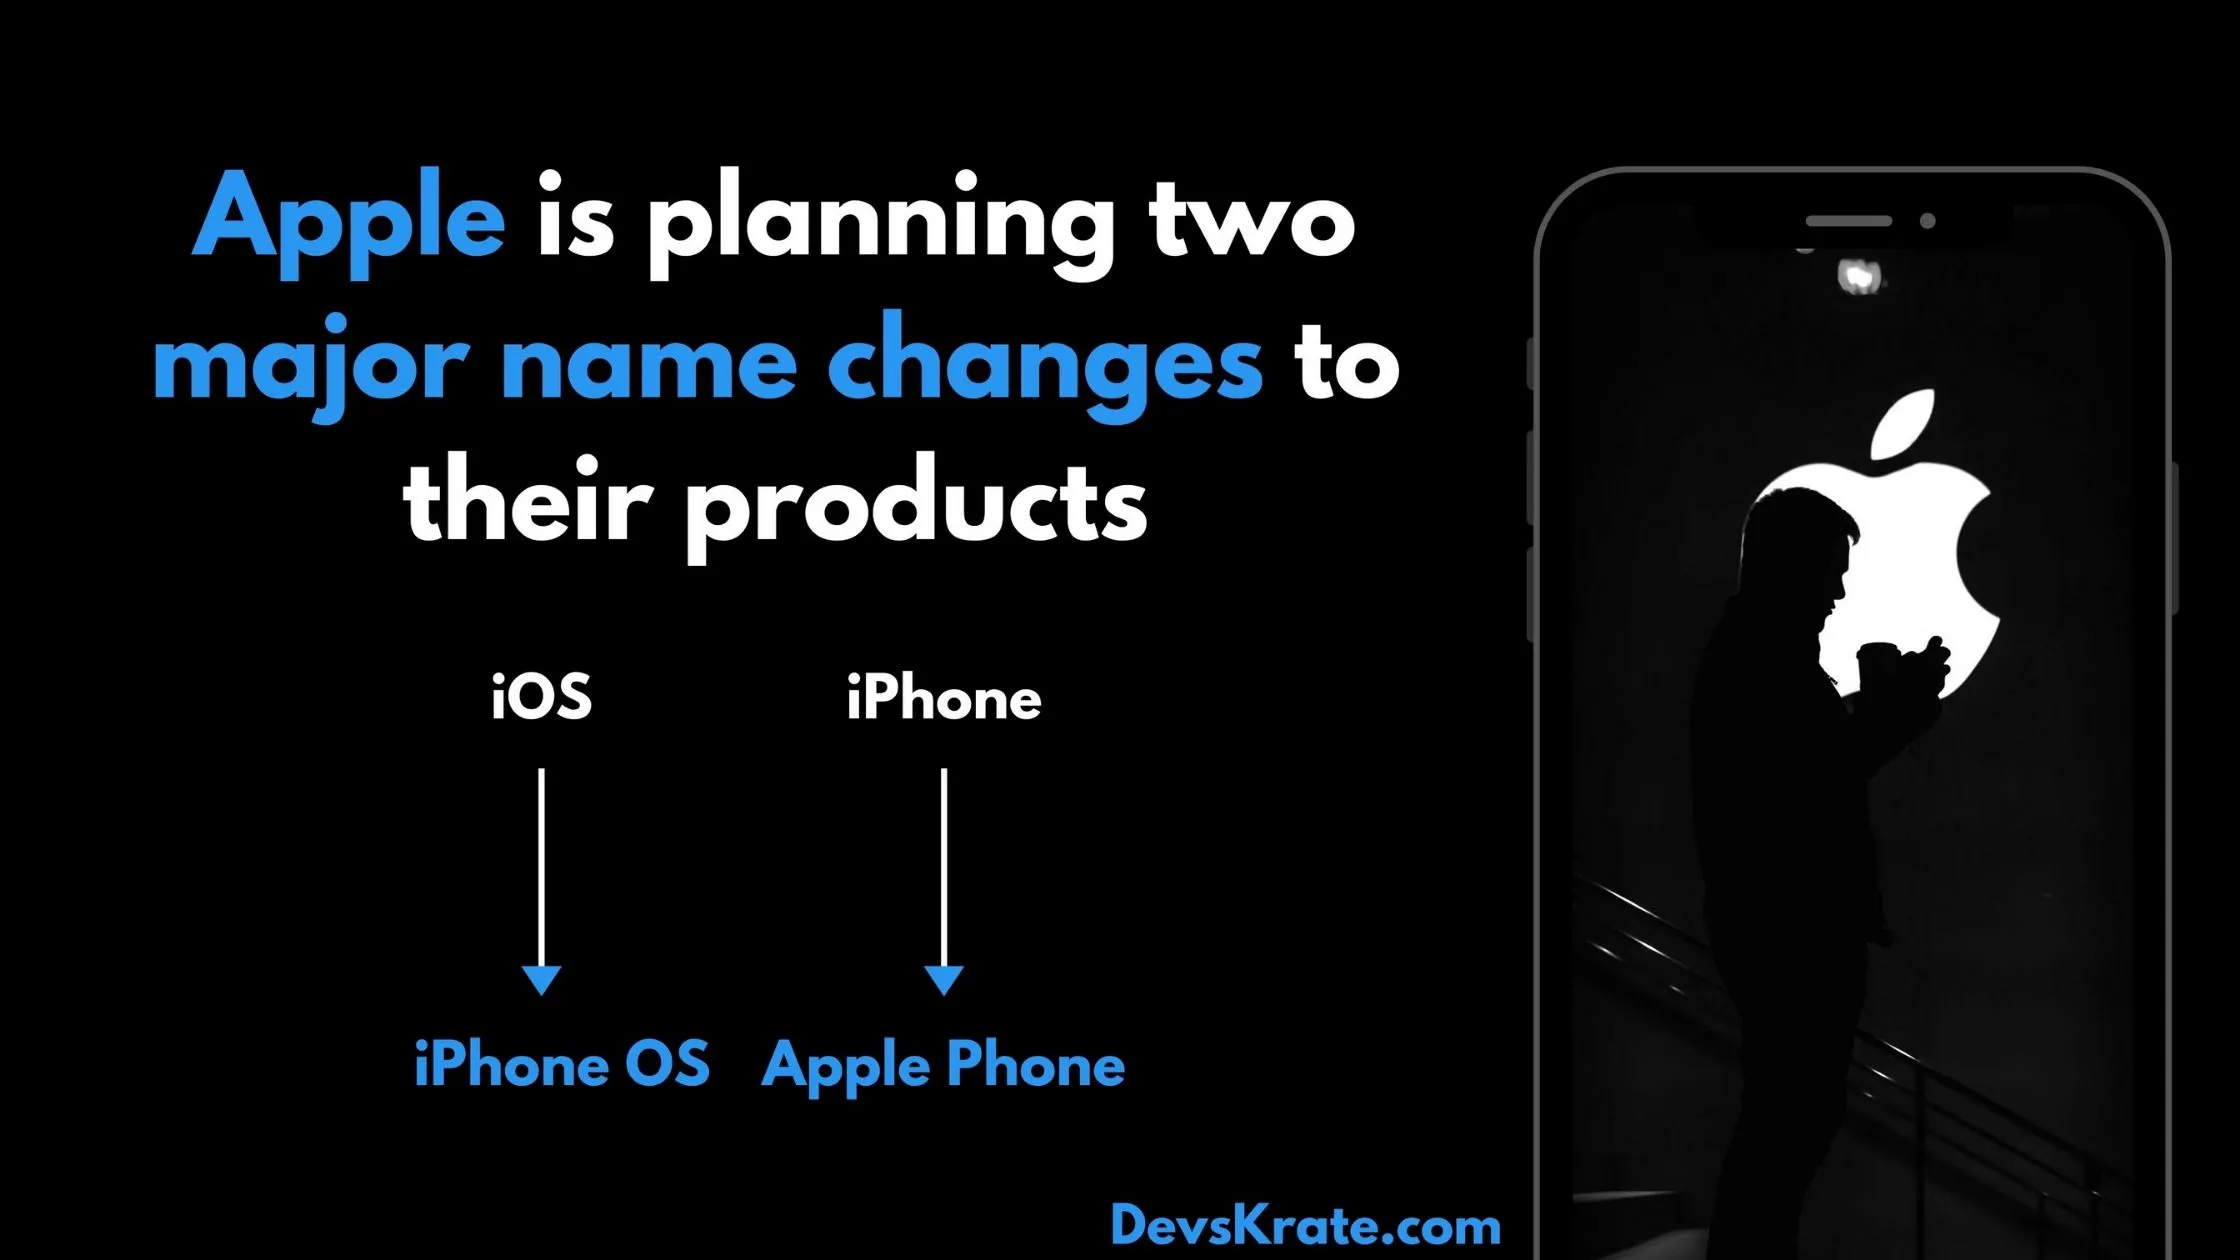 Apple is planning two
major name changes to
their products
iOS
iPhone
iPhone OS
Apple Phone
DevsKrate.com